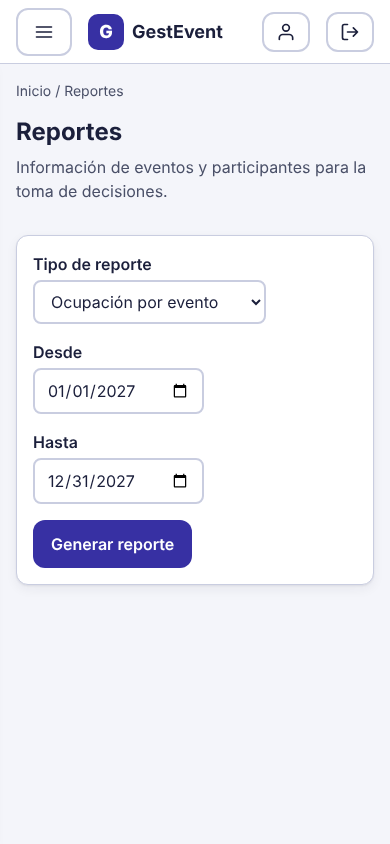 G GestEvent
Inicio / Reportes
Reportes
Información de eventos y participantes para la
toma de decisiones.
Tipo de reporte
Ocupación por evento
Desde
01/01/2027
Hasta
12/31/2027
Generar reporte